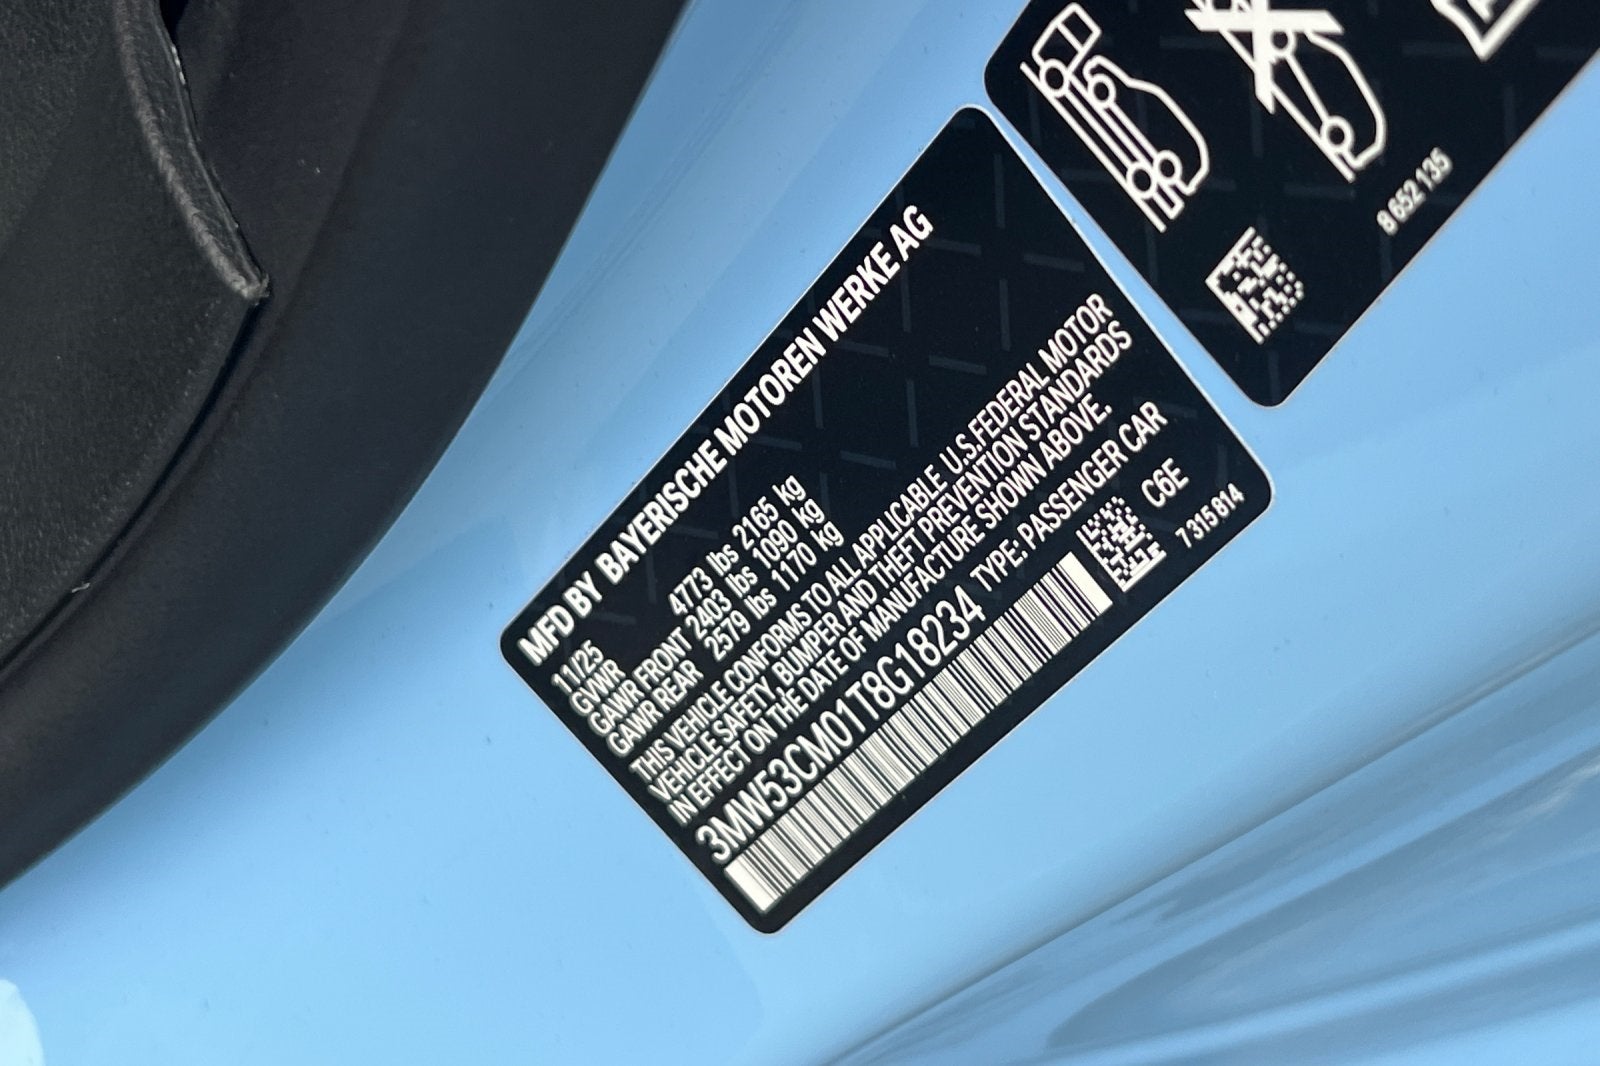 MFD BY BAYERISCHE MOTOREN WERKE AG
11/25
GVWR 4773 lbs 2165 kg
GAWR FRONT 2403 lbs 1090 kg
GAWR REAR 2579 lbs 1170 kg
THIS VEHICLE CONFORMS TO ALL APPLICABLE U.S.FEDERAL MOTOR
VEHICLE SAFETY, BUMPER AND THEFT PREVENTION STANDARDS
IN EFFECT ON THE DATE OF MANUFACTURE SHOWN ABOVE.
3MW53CM01T8G18234 TYPE: PASSENGER CAR
C6E
7 315 814
8 652 135